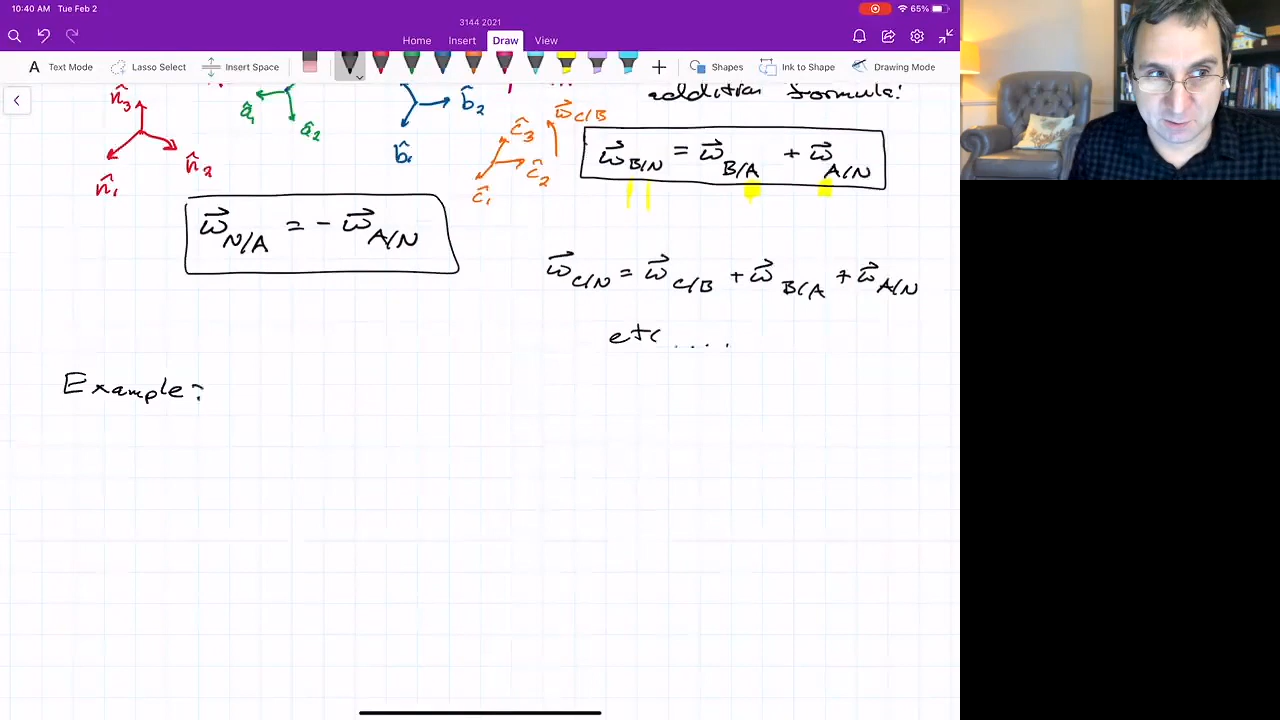 10:40 AM Tue Feb 2
65%
3144 2021
Home Insert Draw View
A Text Mode Lasso Select Insert Space + Shapes Ink to Shape Drawing Mode
addition formula:
n̂₃
n̂₂
n̂₁
â₁
â₂
b̂₂
b̂₁
ĉ₃
ĉ₂
ĉ₁
ω⃗ C/B
ω⃗ B/N = ω⃗ B/A + ω⃗ A/N
ω⃗ N/A = - ω⃗ A/N
ω⃗ C/N = ω⃗ C/B + ω⃗ B/A + ω⃗ A/N
etc ....
Example: